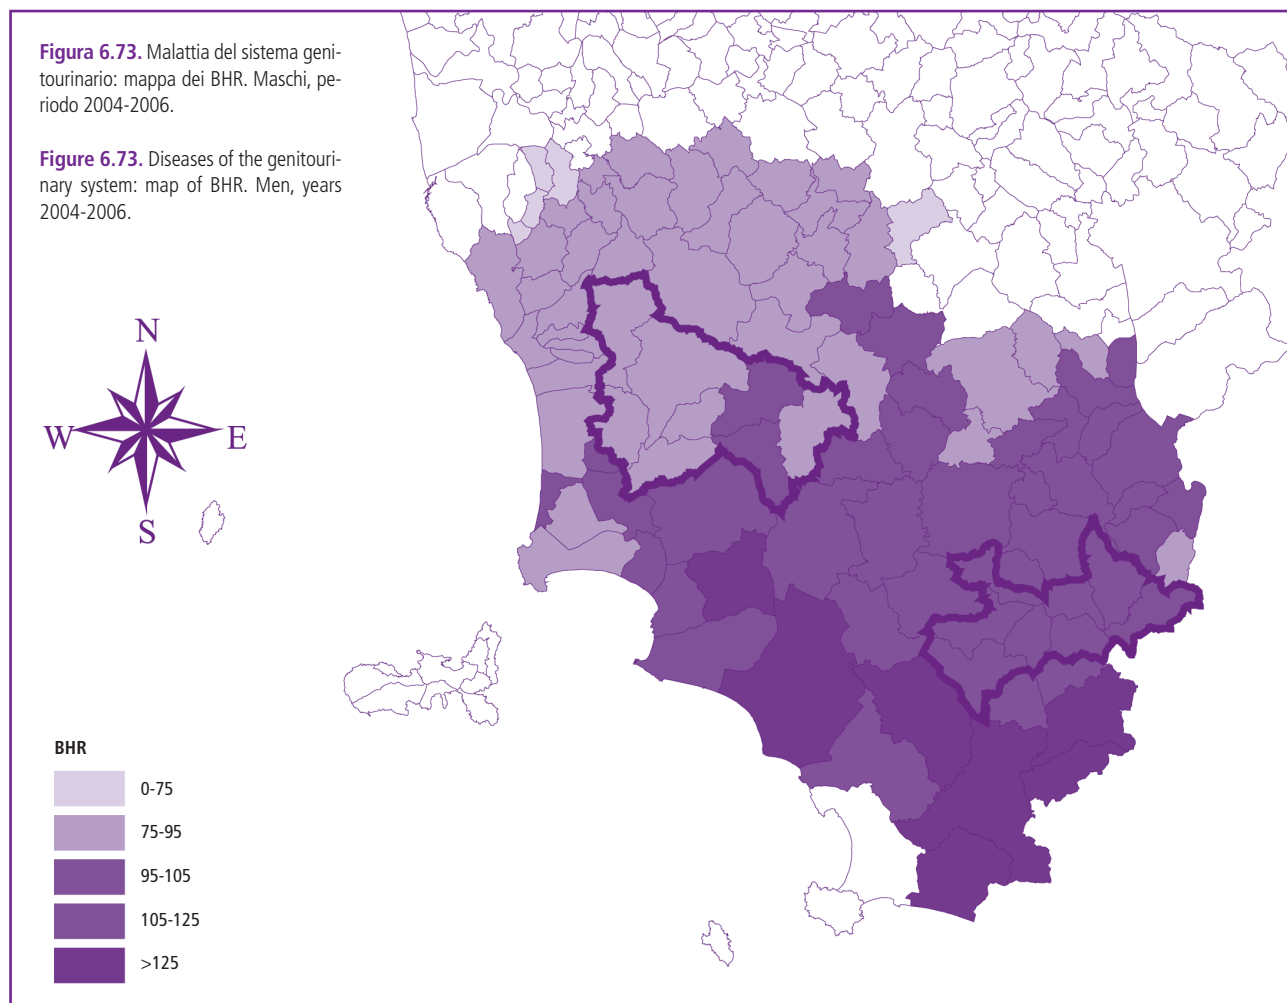 Figura 6.73. Malattia del sistema geni-
tourinario: mappa dei BHR. Maschi, pe-
riodo 2004-2006.
Figure 6.73. Diseases of the genitouri-
nary system: map of BHR. Men, years
2004-2006.
N
W
E
S
BHR
0-75
75-95
95-105
105-125
>125